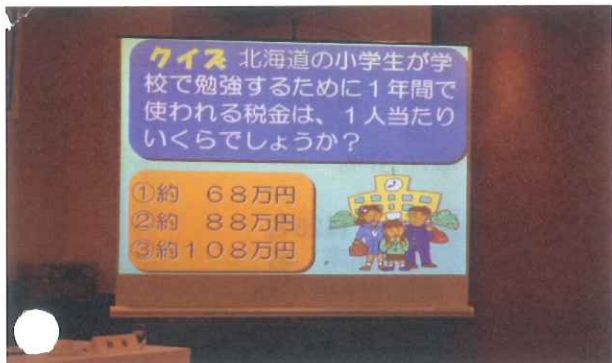 クイズ 北海道の小学生が学
校で勉強するために1年間で
使われる税金は、1人当たり
いくらでしょうか?
①約 68万円
②約 88万円
③約108万円